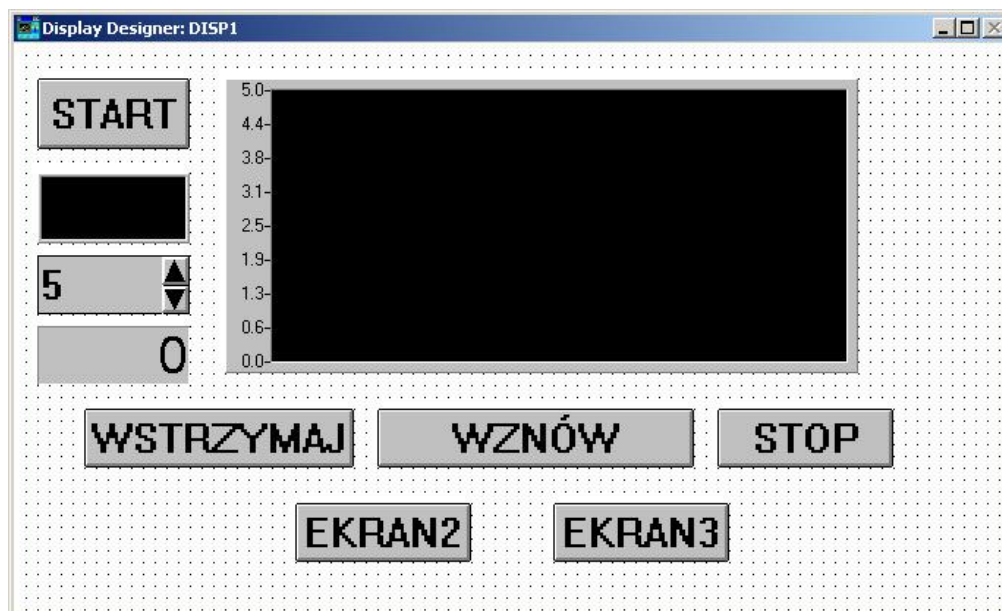 Display Designer: DISP1
START
5.0
4.4
3.8
3.1
2.5
1.9
1.3
0.6
0.0
5
0
WSTRZYMAJ WZNÓW STOP
EKRAN2 EKRAN3